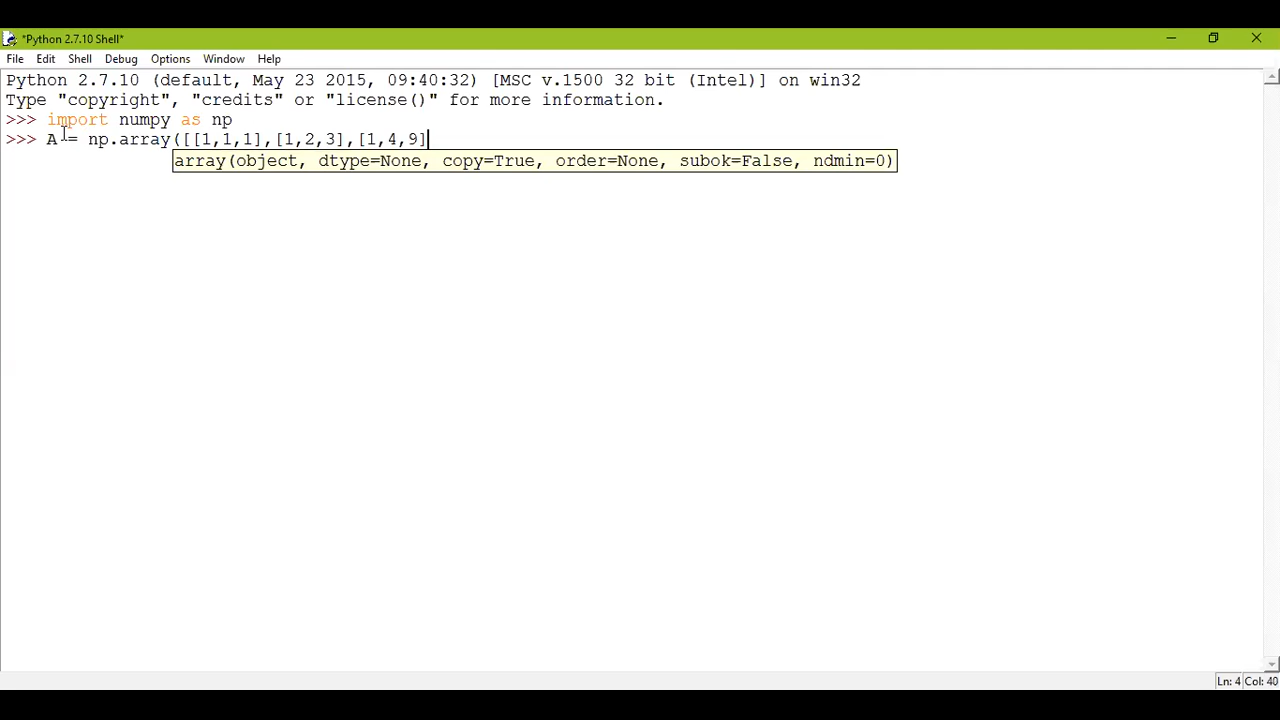 *Python 2.7.10 Shell*
File Edit Shell Debug Options Window Help
Python 2.7.10 (default, May 23 2015, 09:40:32) [MSC v.1500 32 bit (Intel)] on win32
Type "copyright", "credits" or "license()" for more information.
>>> import numpy as np
>>> A = np.array([[1,1,1],[1,2,3],[1,4,9]
array(object, dtype=None, copy=True, order=None, subok=False, ndmin=0)
Ln: 4 Col: 40